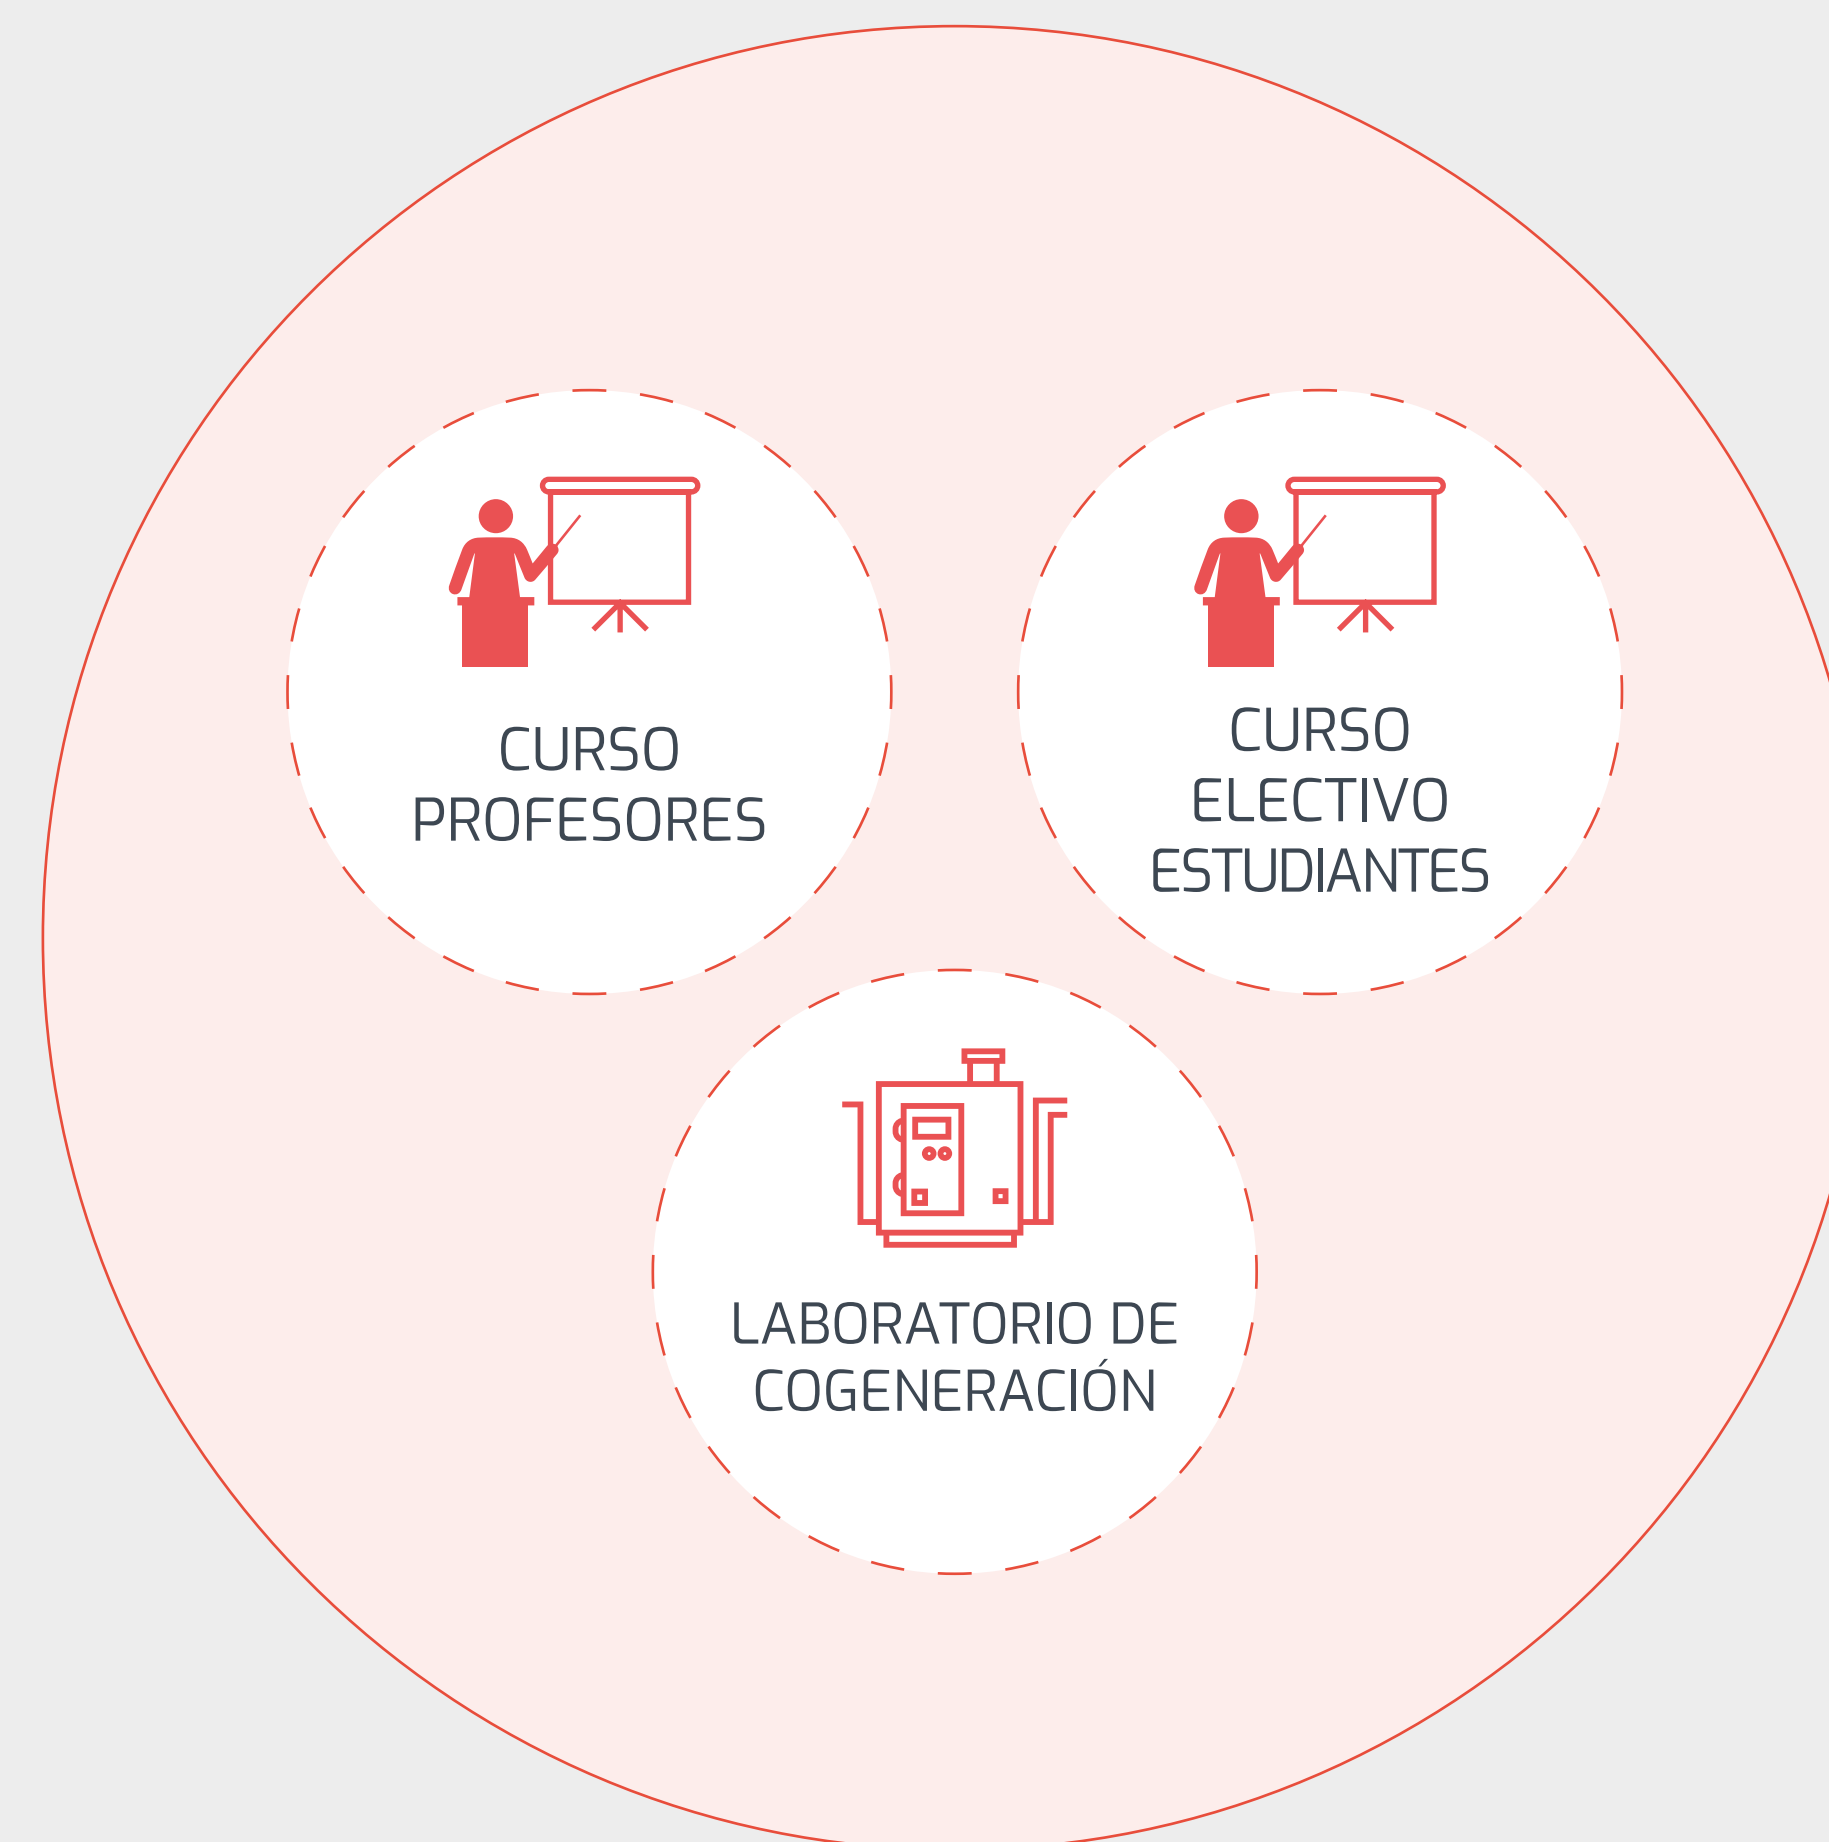 CURSO
PROFESORES
CURSO
ELECTIVO
ESTUDIANTES
LABORATORIO DE
COGENERACIÓN